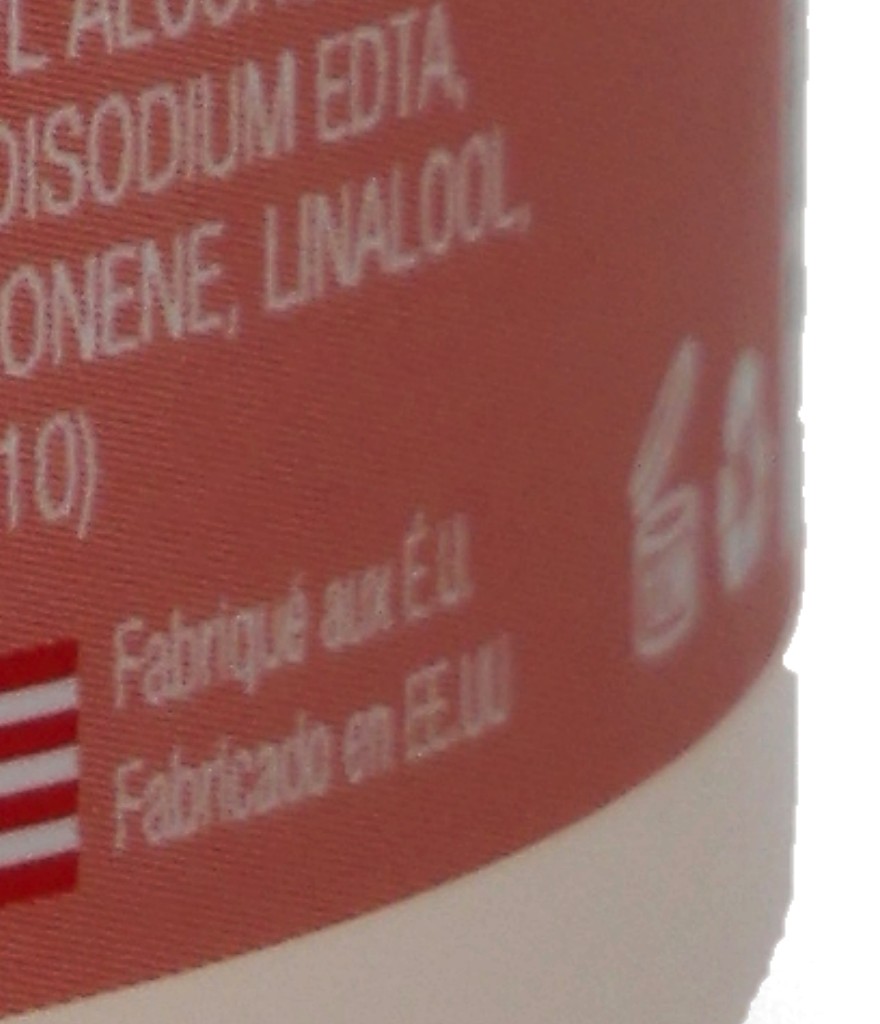 DISODIUM EDTA,
ONENE, LINALOOL,
10)
Fabriqué aux É.U.
Fabricado en EE.UU